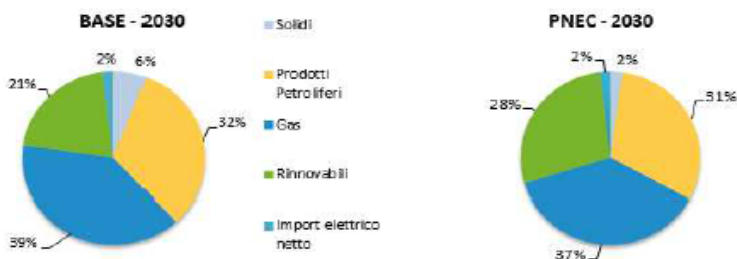 BASE - 2030
2%
6%
21%
32%
39%
Solidi
Prodotti
Petroliferi
Gas
Rinnovabili
Import elettrico
netto
PNEC - 2030
2%
2%
28%
31%
37%